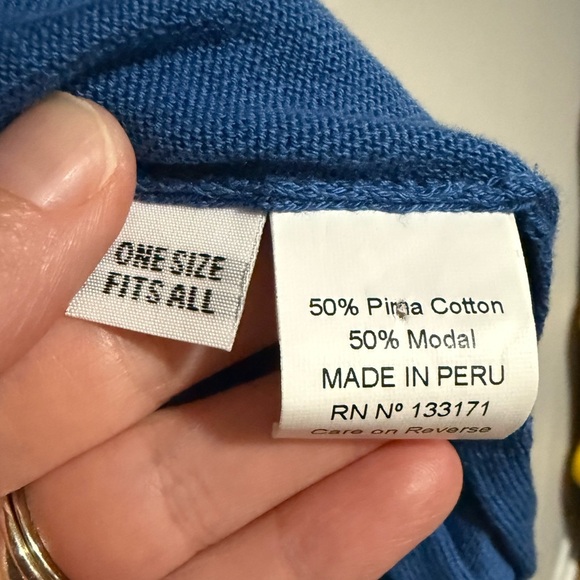 ONE SIZE
FITS ALL
50% Pima Cotton
50% Modal
MADE IN PERU
RN Nº 133171
Care on Reverse